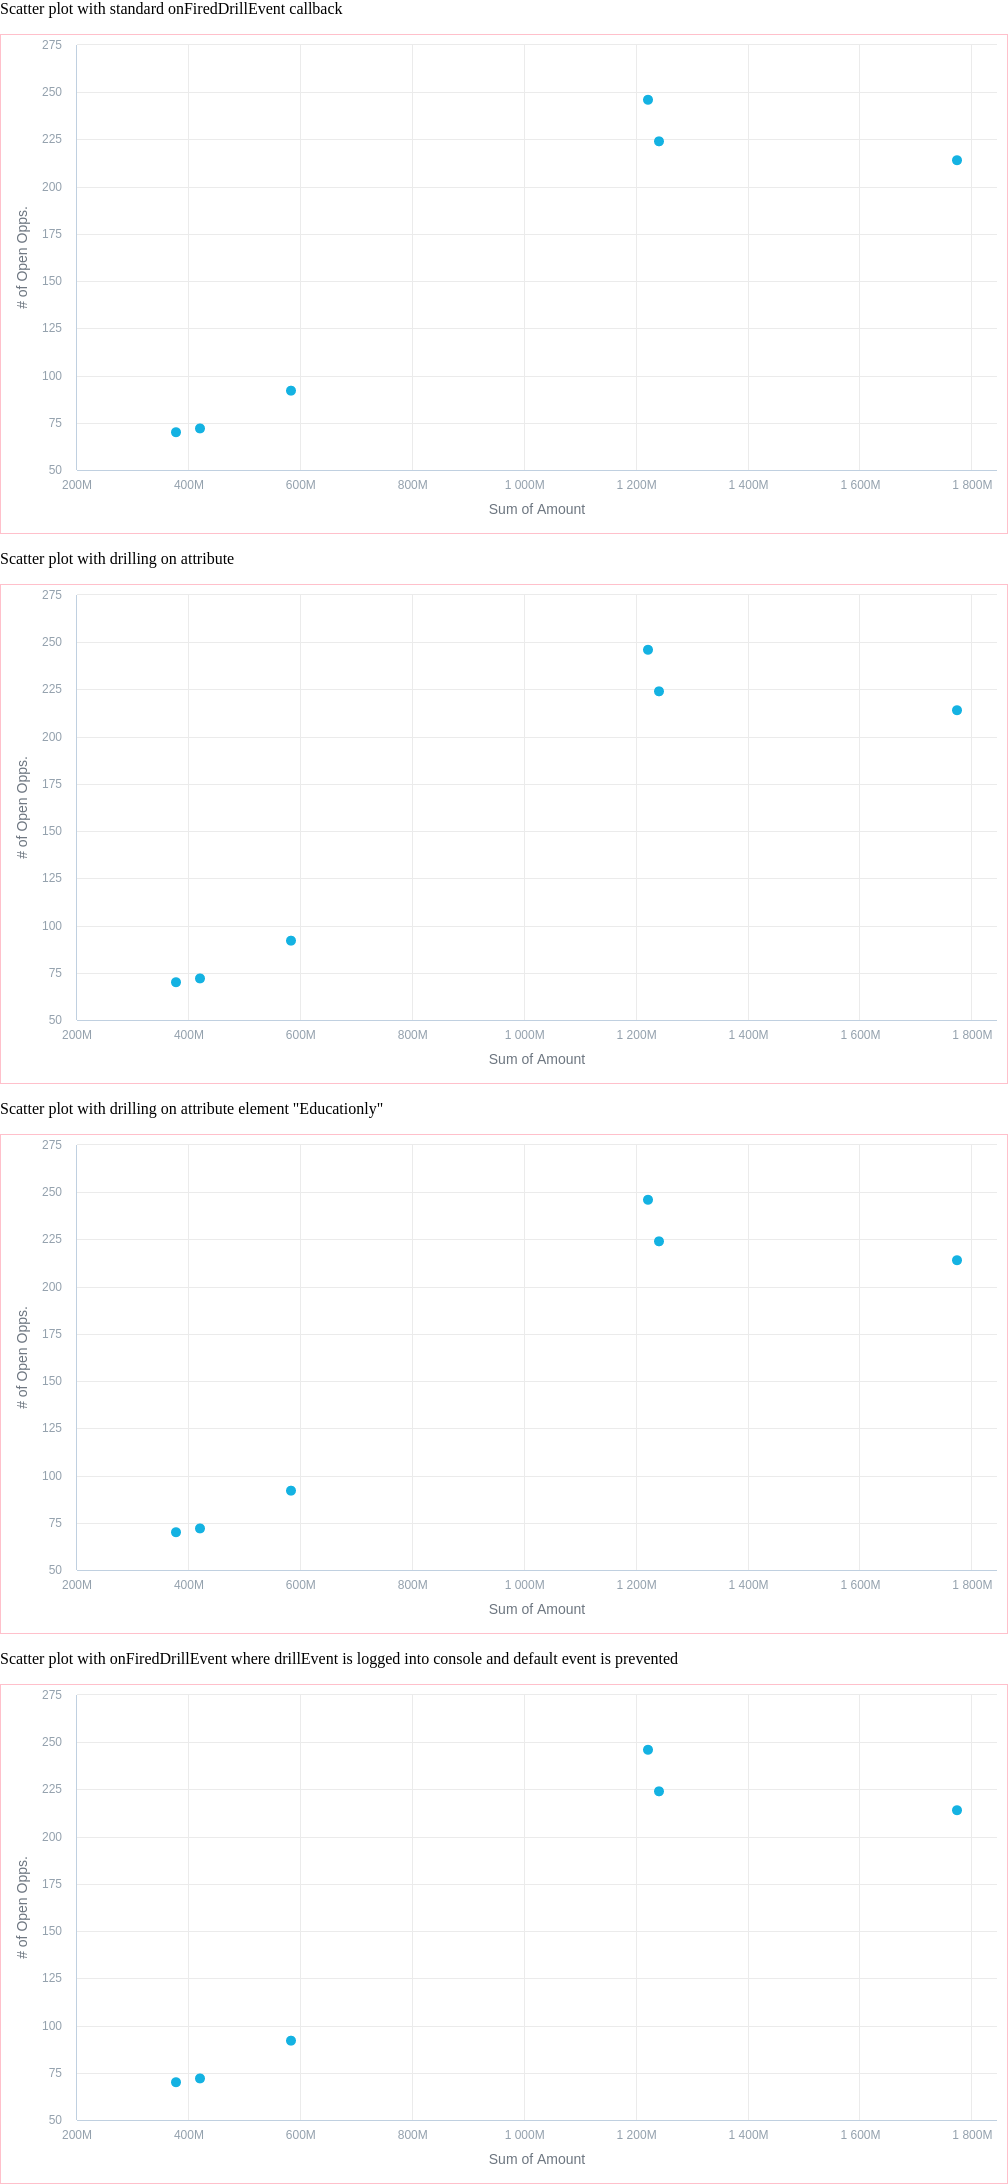 Scatter plot with standard onFiredDrillEvent callback
275
250
225
200
175
150
125
100
75
50
# of Open Opps.
200M 400M 600M 800M 1 000M 1 200M 1 400M 1 600M 1 800M
Sum of Amount
Scatter plot with drilling on attribute
275
250
225
200
175
150
125
100
75
50
# of Open Opps.
200M 400M 600M 800M 1 000M 1 200M 1 400M 1 600M 1 800M
Sum of Amount
Scatter plot with drilling on attribute element "Educationly"
275
250
225
200
175
150
125
100
75
50
# of Open Opps.
200M 400M 600M 800M 1 000M 1 200M 1 400M 1 600M 1 800M
Sum of Amount
Scatter plot with onFiredDrillEvent where drillEvent is logged into console and default event is prevented
275
250
225
200
175
150
125
100
75
50
# of Open Opps.
200M 400M 600M 800M 1 000M 1 200M 1 400M 1 600M 1 800M
Sum of Amount